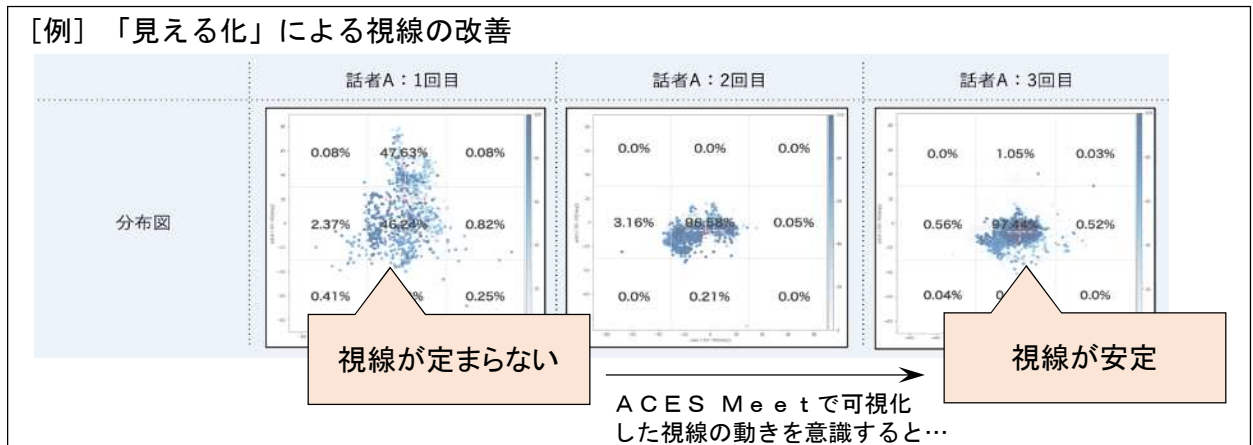 ［例］ 「見える化」による視線の改善
話者A：1回目 話者A：2回目 話者A：3回目
分布図
0.08% 47.63% 0.08%
2.37% 46.24% 0.82%
0.41% 0.25%
0.0% 0.0% 0.0%
3.16% 0.05%
0.0% 0.21% 0.0%
0.0% 1.05% 0.03%
0.56% 97.44% 0.52%
0.04% 0.0%
視線が定まらない
視線が安定
ＡＣＥＳ Ｍｅｅｔで可視化
した視線の動きを意識すると…